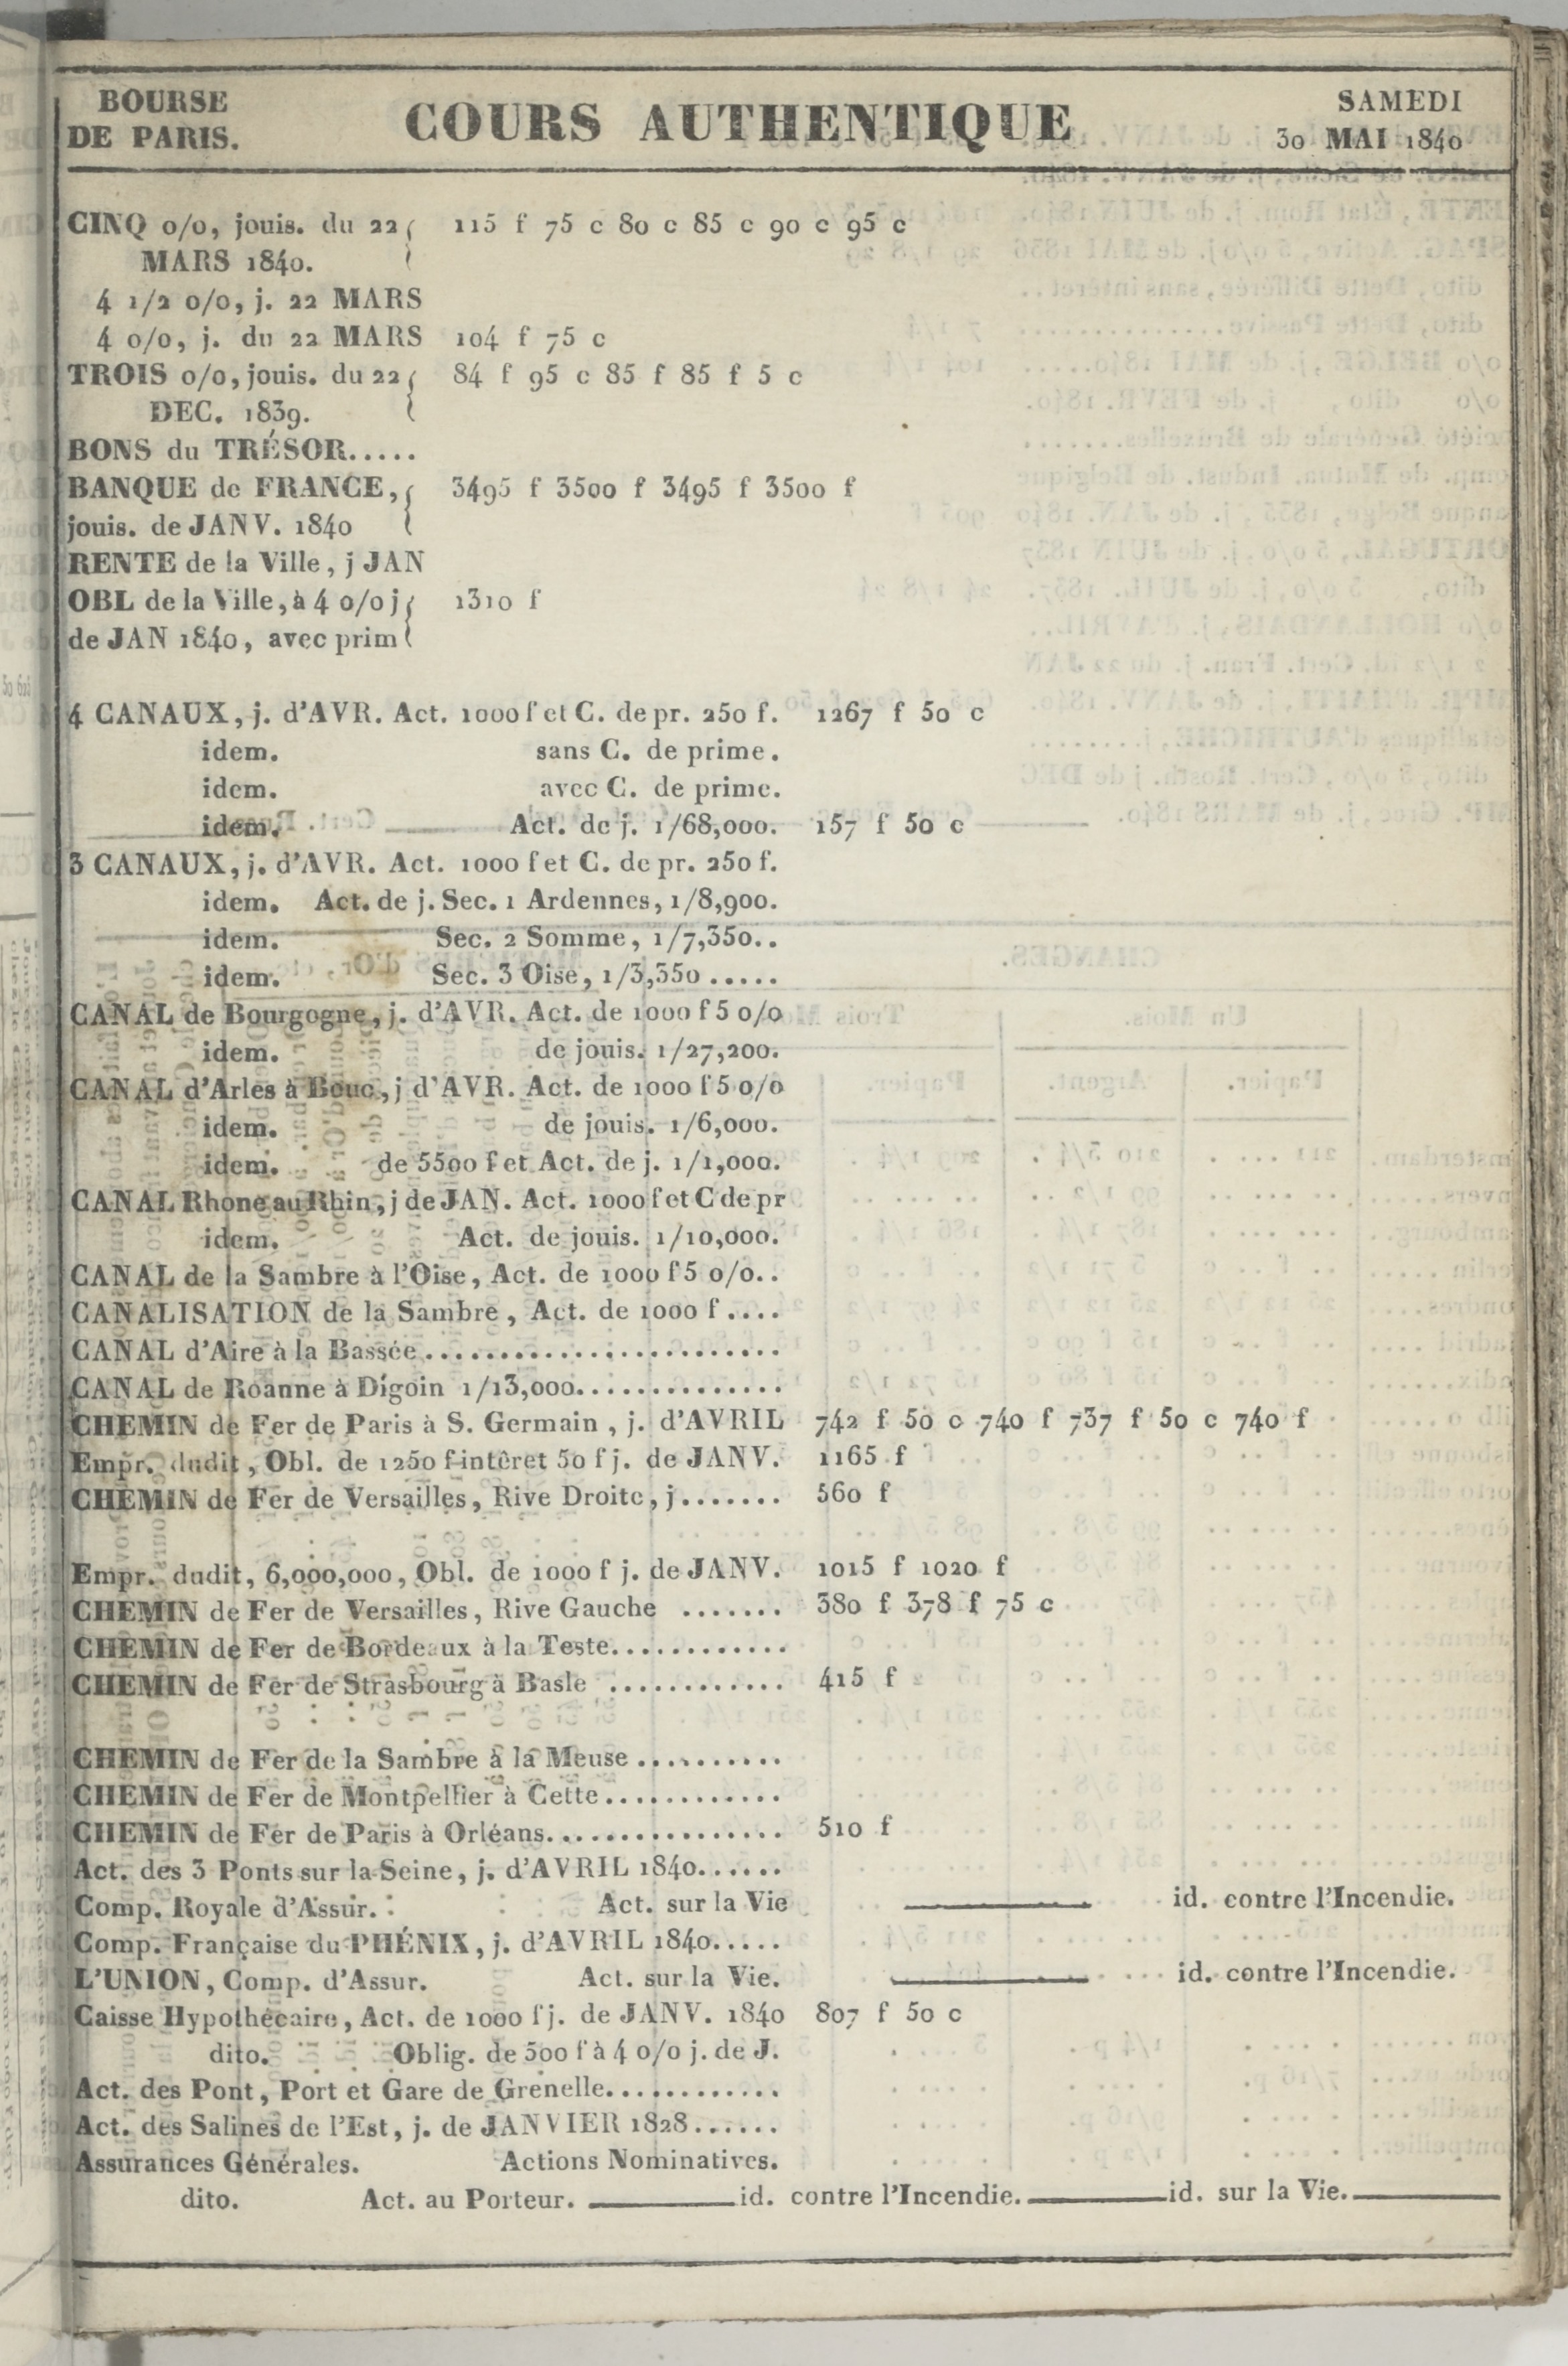 BOURSE
DE PARIS.
COURS AUTHENTIQUE
SAMEDI
30 MAI 1840
CINQ o/o, jouis. du 22 115 f 75 c 80 c 85 c 90 c 95 c
MARS 1840.
4 1/2 o/o, j. 22 MARS
4 o/o, j. du 22 MARS 104 f 75 c
TROIS o/o, jouis. du 22 84 f 95 c 85 f 85 f 5 c
DEC. 1839.
BONS du TRÉSOR.....
BANQUE de FRANCE, 3495 f 3500 f 3495 f 3500 f
jouis. de JANV. 1840
RENTE de la Ville, j JAN
OBL de la Ville, à 4 o/o j 1310 f
de JAN 1840, avec prim
4 CANAUX, j. d'AVR. Act. 1000 f et C. de pr. 250 f. 1267 f 50 c
idem. sans C. de prime.
idem. avec C. de prime.
idem. Act. de j. 1/68,000. 157 f 50 c
3 CANAUX, j. d'AVR. Act. 1000 f et C. de pr. 250 f.
idem. Act. de j. Sec. 1 Ardennes, 1/8,900.
idem. Sec. 2 Somme, 1/7,350..
idem. Sec. 3 Oise, 1/3,350.....
CANAL de Bourgogne, j. d'AVR. Act. de 1000 f 5 o/o
idem. de jouis. 1/27,200.
CANAL d'Arles à Bouc, j d'AVR. Act. de 1000 f 5 o/o
idem. de jouis. 1/6,000.
idem. de 5500 f et Act. de j. 1/1,000.
CANAL Rhone au Rhin, j de JAN. Act. 1000 f et C de pr
idem. Act. de jouis. 1/10,000.
CANAL de la Sambre à l'Oise, Act. de 1000 f 5 o/o..
CANALISATION de la Sambre, Act. de 1000 f....
CANAL d'Aire à la Bassée........................
CANAL de Roanne à Digoin 1/13,000..............
CHEMIN de Fer de Paris à S. Germain, j. d'AVRIL 742 f 50 c 740 f 737 f 50 c 740 f
Empr. dudit, Obl. de 1250 f intêret 50 f j. de JANV. 1165 f
CHEMIN de Fer de Versailles, Rive Droite, j....... 560 f
Empr. dudit, 6,000,000, Obl. de 1000 f j. de JANV. 1015 f 1020 f
CHEMIN de Fer de Versailles, Rive Gauche ....... 380 f 378 f 75 c
CHEMIN de Fer de Bordeaux à la Teste............
CHEMIN de Fer de Strasbourg à Basle ............ 415 f
CHEMIN de Fer de la Sambre à la Meuse..........
CHEMIN de Fer de Montpellier à Cette............
CHEMIN de Fer de Paris à Orléans................ 510 f
Act. des 3 Ponts sur la Seine, j. d'AVRIL 1840......
Comp. Royale d'Assur. Act. sur la Vie id. contre l'Incendie.
Comp. Française du PHÉNIX, j. d'AVRIL 1840.....
L'UNION, Comp. d'Assur. Act. sur la Vie. id. contre l'Incendie.
Caisse Hypothécaire, Act. de 1000 f j. de JANV. 1840 807 f 50 c
dito. Oblig. de 500 f à 4 o/o j. de J.
Act. des Pont, Port et Gare de Grenelle............
Act. des Salines de l'Est, j. de JANVIER 1828......
Assurances Générales. Actions Nominatives.
dito. Act. au Porteur. id. contre l'Incendie. id. sur la Vie.